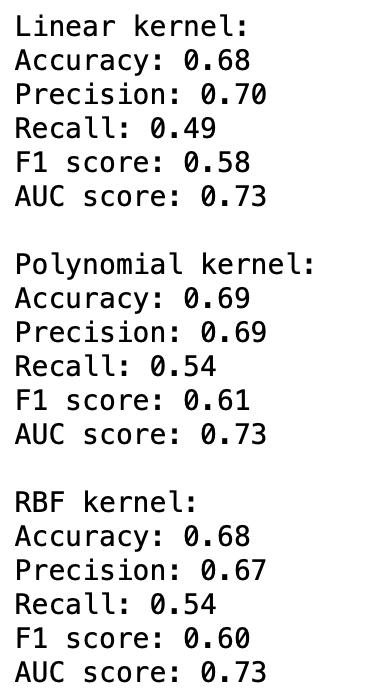 Linear kernel:
Accuracy: 0.68
Precision: 0.70
Recall: 0.49
F1 score: 0.58
AUC score: 0.73
Polynomial kernel:
Accuracy: 0.69
Precision: 0.69
Recall: 0.54
F1 score: 0.61
AUC score: 0.73
RBF kernel:
Accuracy: 0.68
Precision: 0.67
Recall: 0.54
F1 score: 0.60
AUC score: 0.73